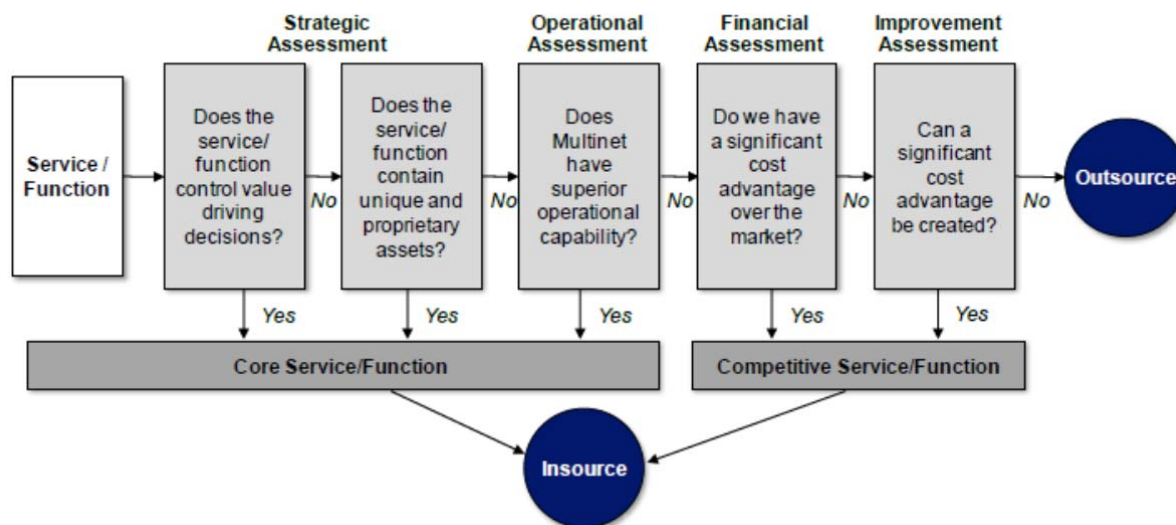 Strategic
Assessment
Operational
Assessment
Financial
Assessment
Improvement
Assessment
Service /
Function
Does the
service/
function
control value
driving
decisions?
No
Does the
service/
function
contain
unique and
proprietary
assets?
No
Does
Multinet
have
superior
operational
capability?
No
Do we have
a significant
cost
advantage
over the
market?
No
Can a
significant
cost
advantage
be created?
No
Outsource
Yes
Yes
Yes
Yes
Yes
Core Service/Function
Competitive Service/Function
Insource